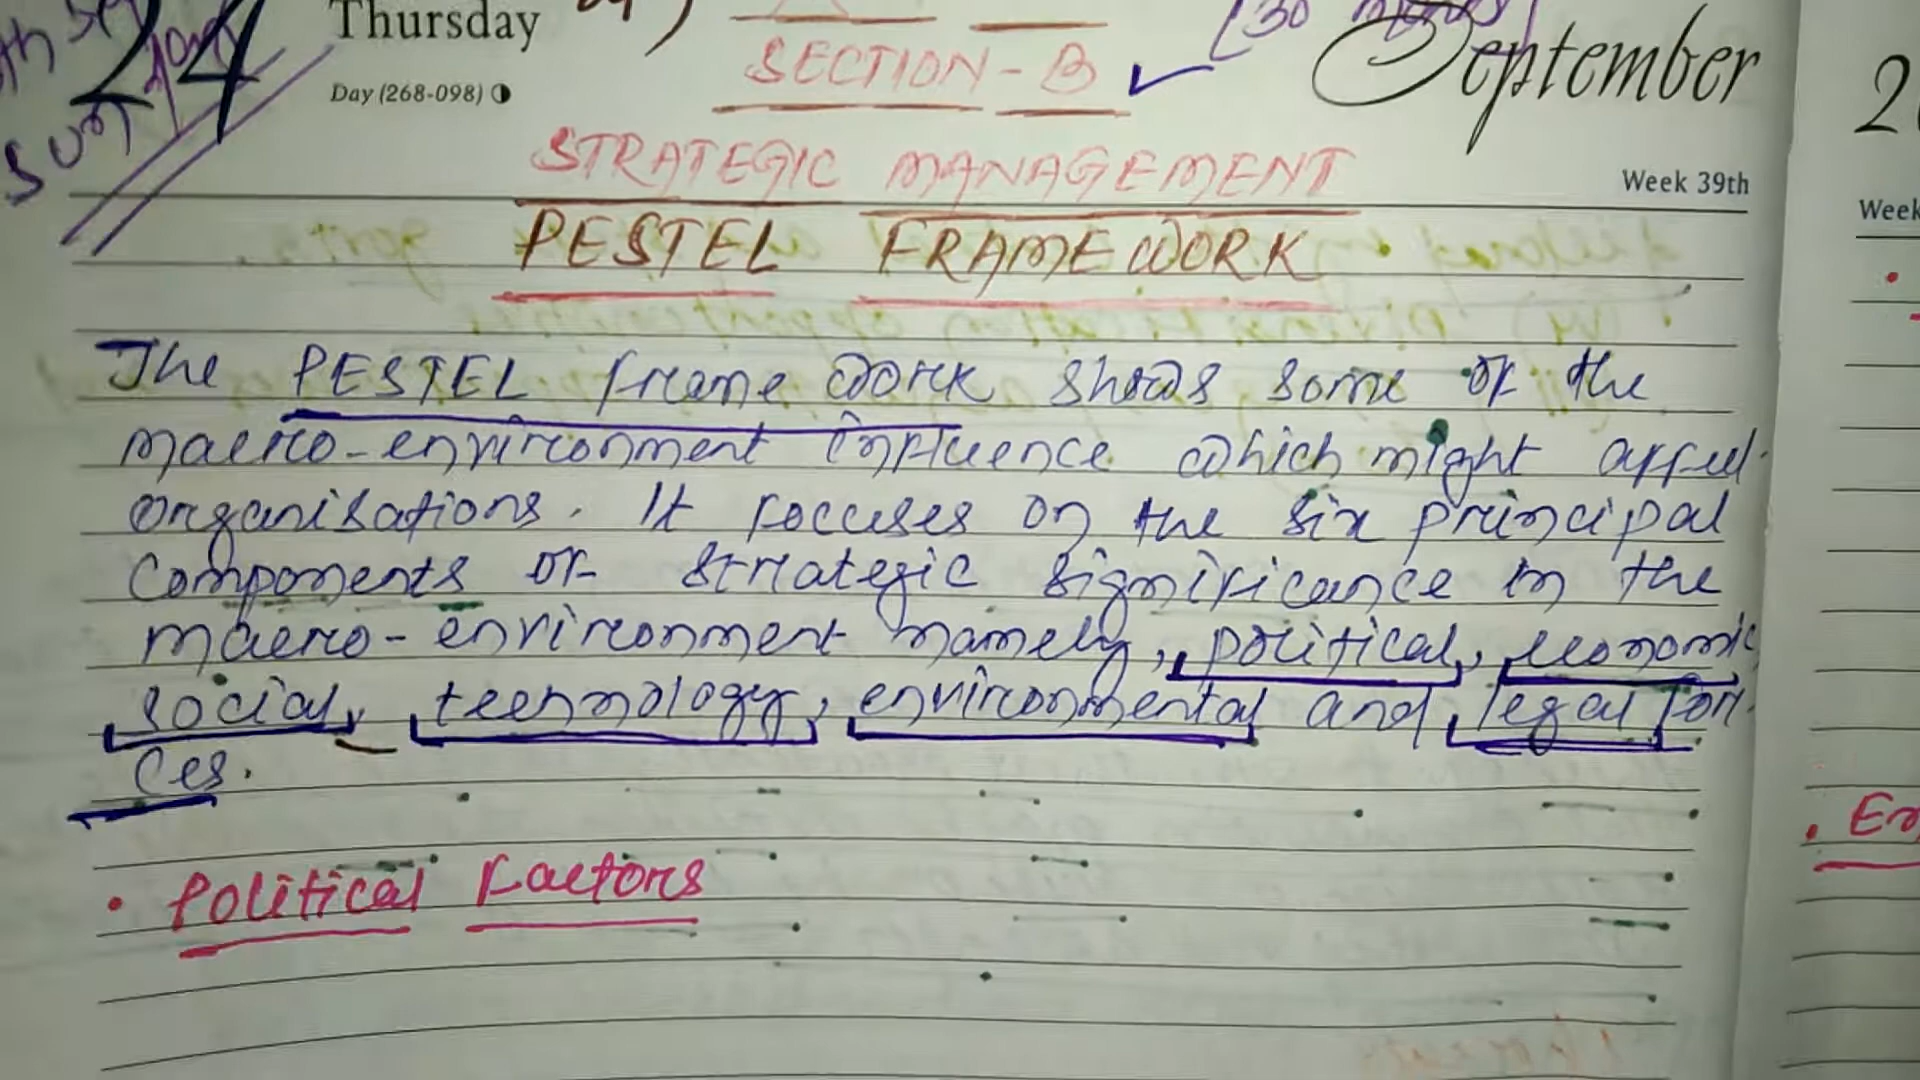 24 Thursday
Day (268-098)
September
Week 39th
SECTION - B
[30
STRATEGIC MANAGEMENT
PESTEL FRAMEWORK
The PESTEL frame work shows some of the
macro-environment influence which might affect
organisations. It focuses on the six principal
components of strategic significance in the
macro-environment namely, political, economic
social, technology, environmental and legal for
ces.
• Political Factors
Week